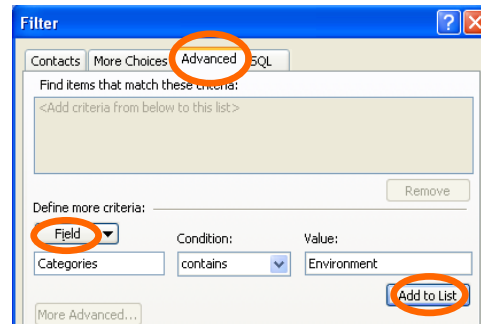 Filter
Contacts More Choices Advanced SQL
Find items that match these criteria:
<Add criteria from below to this list>
Remove
Define more criteria:
Field
Condition:
Value:
Categories
contains
Environment
Add to List
More Advanced...